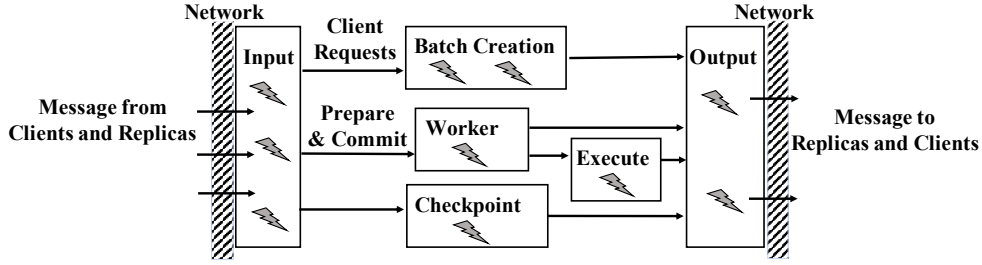 Network
Network
Client
Requests
Input
Batch Creation
Output
Message from
Clients and Replicas
Prepare
& Commit
Worker
Execute
Message to
Replicas and Clients
Checkpoint